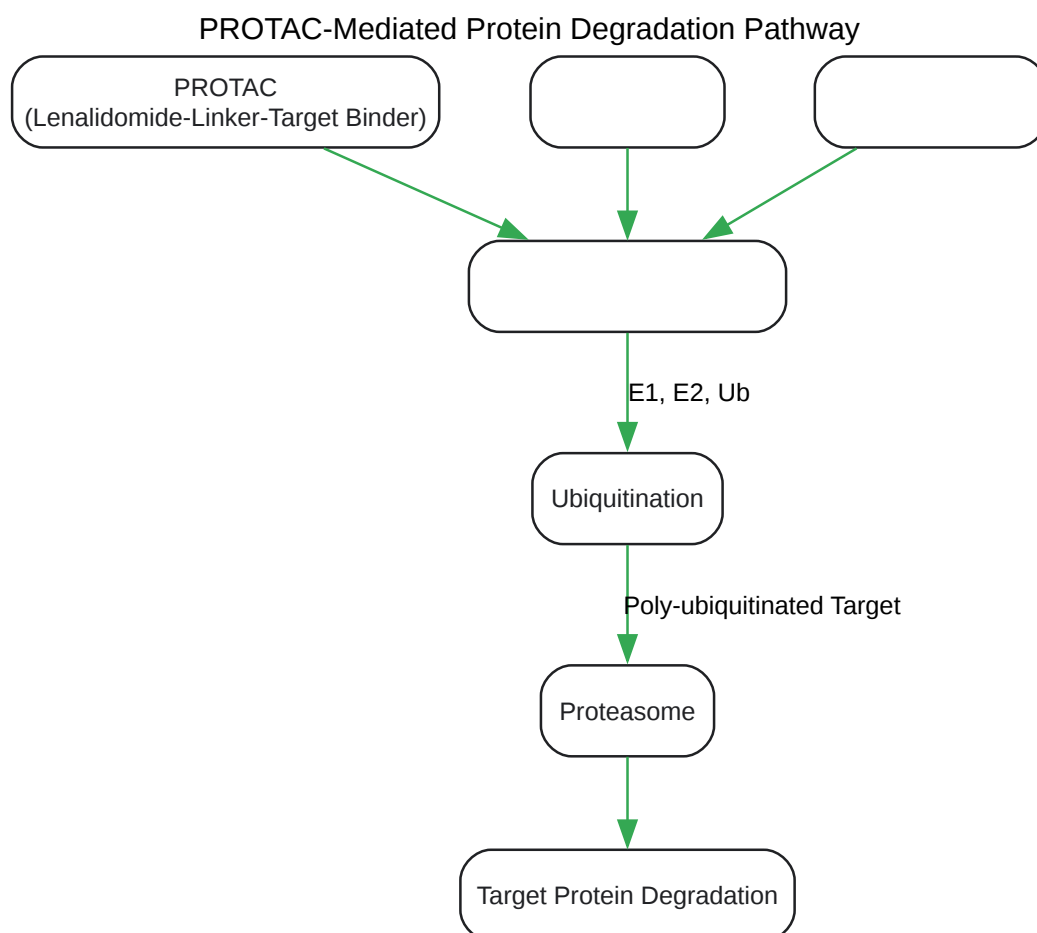 PROTAC-Mediated Protein Degradation Pathway
PROTAC
(Lenalidomide-Linker-Target Binder)
E1, E2, Ub
Ubiquitination
Poly-ubiquitinated Target
Proteasome
Target Protein Degradation